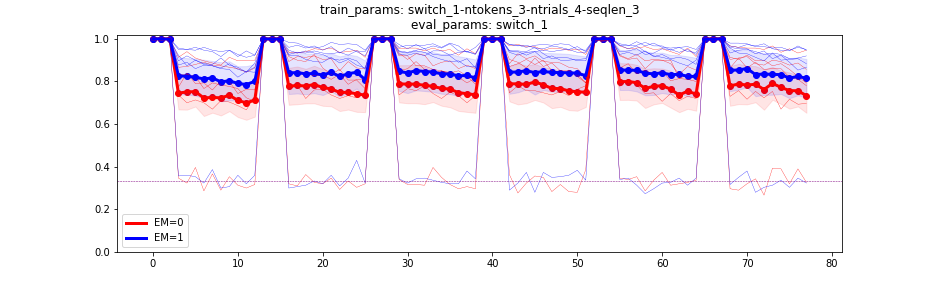 train_params: switch_1-ntokens_3-ntrials_4-seqlen_3
eval_params: switch_1
1.0
0.8
0.6
0.4
0.2
0.0
EM=0
EM=1
0 10 20 30 40 50 60 70 80